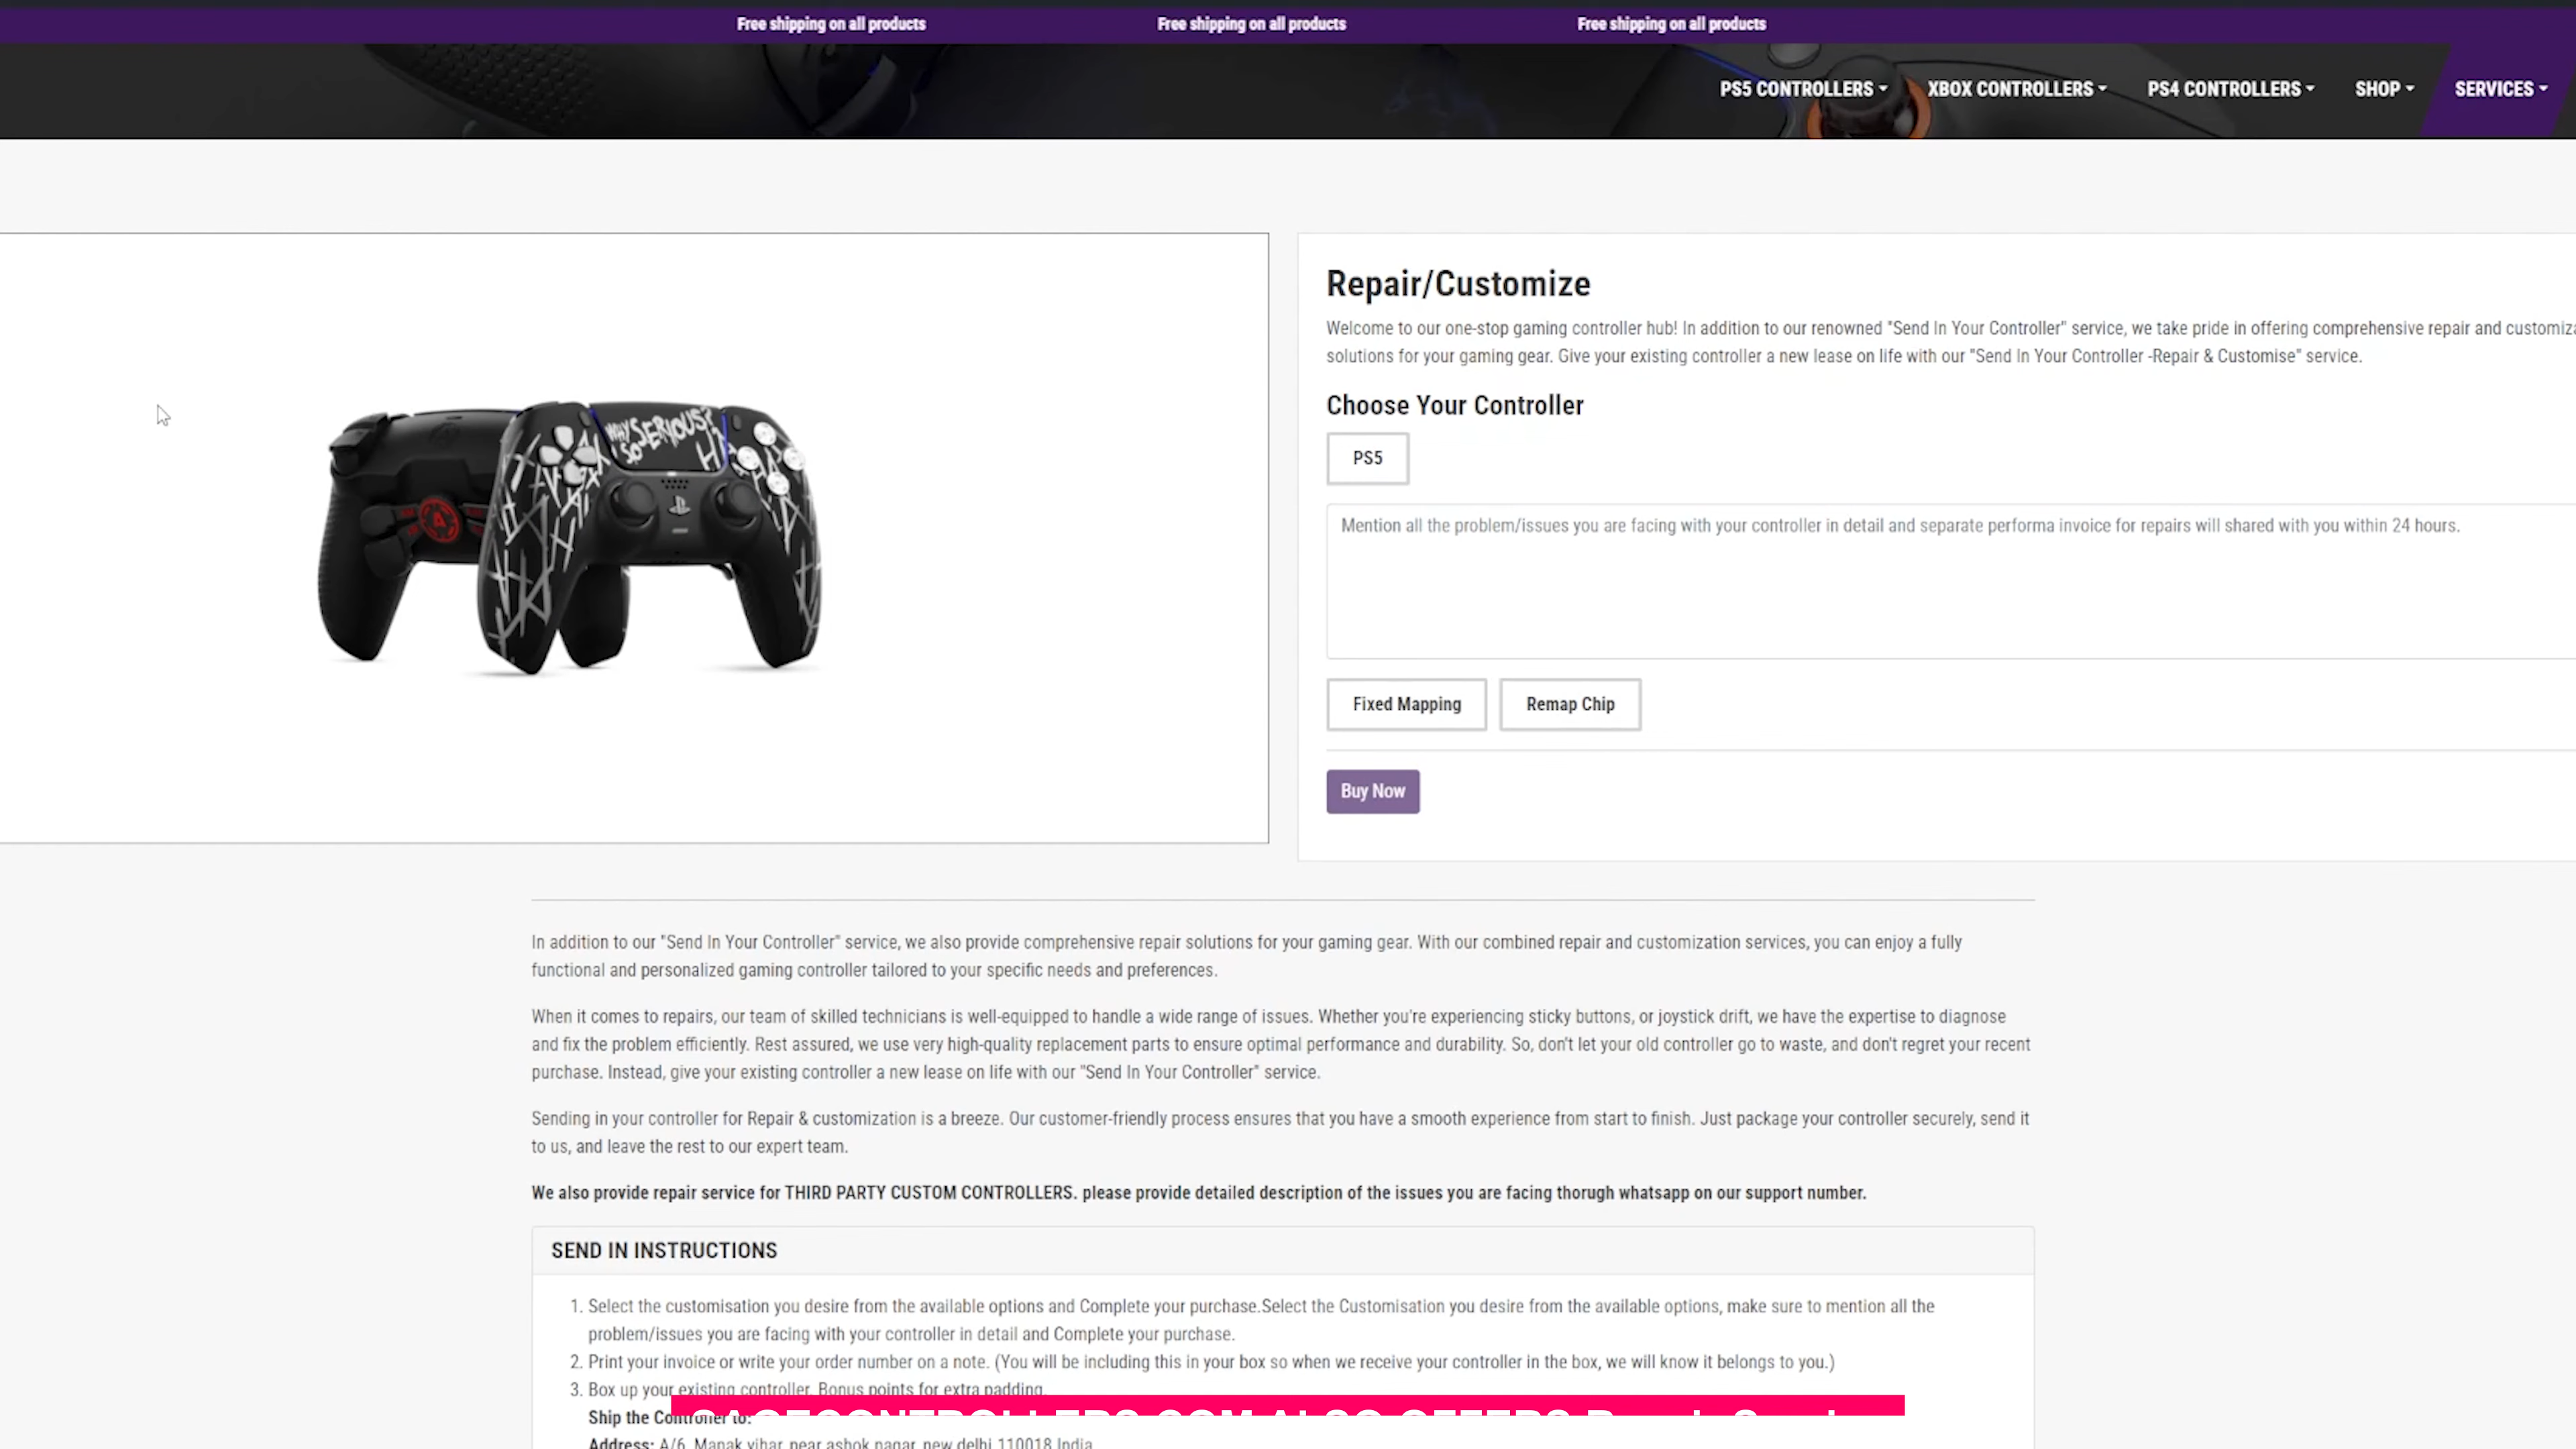 Free shipping on all products Free shipping on all products Free shipping on all products
PS5 CONTROLLERS XBOX CONTROLLERS PS4 CONTROLLERS SHOP SERVICES
WHY SO SERIOUS?
Repair/Customize
Welcome to our one-stop gaming controller hub! In addition to our renowned "Send In Your Controller" service, we take pride in offering comprehensive repair and
solutions for your gaming gear. Give your existing controller a new lease on life with our "Send In Your Controller -Repair & Customise" service.
Choose Your Controller
PS5
Mention all the problem/issues you are facing with your controller in detail and separate performa invoice for repairs will shared with you within 24 hours.
Fixed Mapping Remap Chip
Buy Now
In addition to our "Send In Your Controller" service, we also provide comprehensive repair solutions for your gaming gear. With our combined repair and customization services, you can enjoy a fully
functional and personalized gaming controller tailored to your specific needs and preferences.
When it comes to repairs, our team of skilled technicians is well-equipped to handle a wide range of issues. Whether you're experiencing sticky buttons, or joystick drift, we have the expertise to diagnose
and fix the problem efficiently. Rest assured, we use very high-quality replacement parts to ensure optimal performance and durability. So, don't let your old controller go to waste, and don't regret your recent
purchase. Instead, give your existing controller a new lease on life with our "Send In Your Controller" service.
Sending in your controller for Repair & customization is a breeze. Our customer-friendly process ensures that you have a smooth experience from start to finish. Just package your controller securely, send it
to us, and leave the rest to our expert team.
We also provide repair service for THIRD PARTY CUSTOM CONTROLLERS. please provide detailed description of the issues you are facing thorugh whatsapp on our support number.
SEND IN INSTRUCTIONS
1. Select the customisation you desire from the available options and Complete your purchase.Select the Customisation you desire from the available options, make sure to mention all the
problem/issues you are facing with your controller in detail and Complete your purchase.
2. Print your invoice or write your order number on a note. (You will be including this in your box so when we receive your controller in the box, we will know it belongs to you.)
3. Box up your existing controller. Bonus points for extra padding.
Ship the Controller to:
Address: A/6, Manak vihar, near ashok nagar, new delhi 110018 India